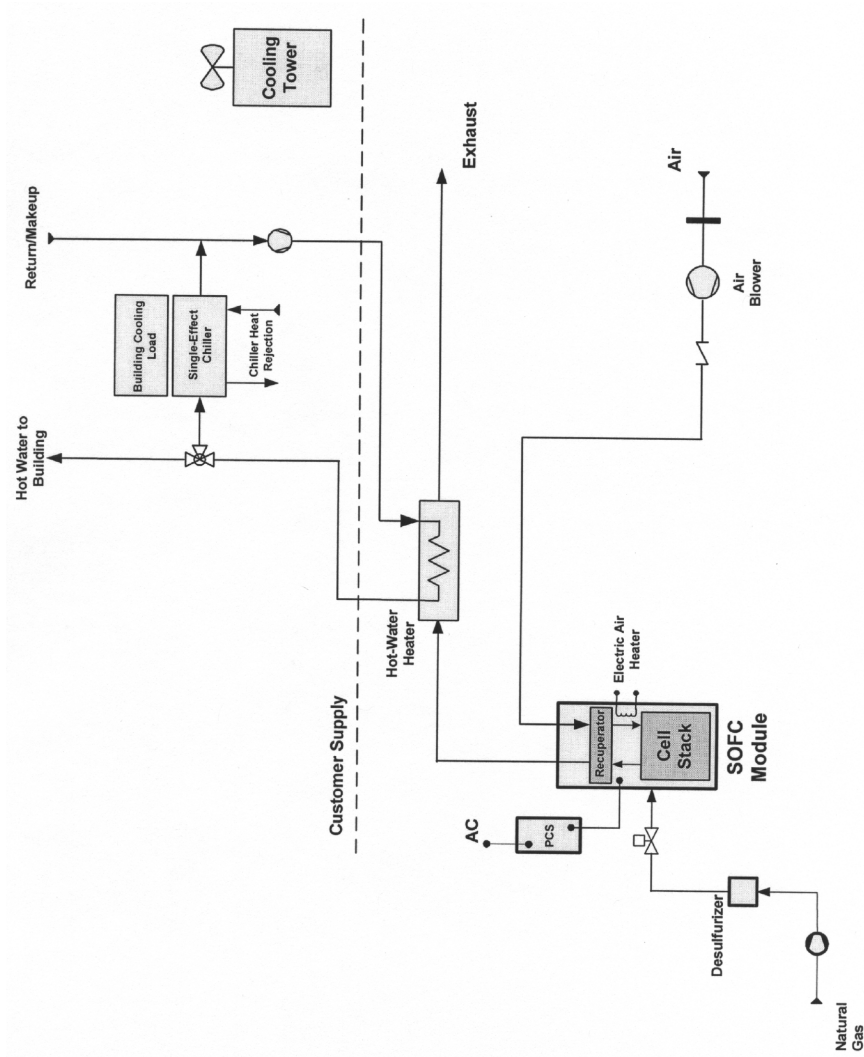 Natural
Gas
Desulfurizer
AC
PCS
SOFC
Module
Cell
Stack
Recuperator
Electric Air
Heater
Hot-Water
Heater
Customer Supply
Hot Water to
Building
Building Cooling
Load
Single-Effect
Chiller
Chiller Heat
Rejection
Return/Makeup
Air
Blower
Air
Exhaust
Cooling
Tower